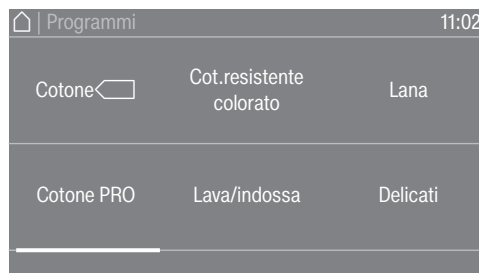 | Programmi 11:02
Cotone Cot.resistente colorato Lana
Cotone PRO Lava/indossa Delicati